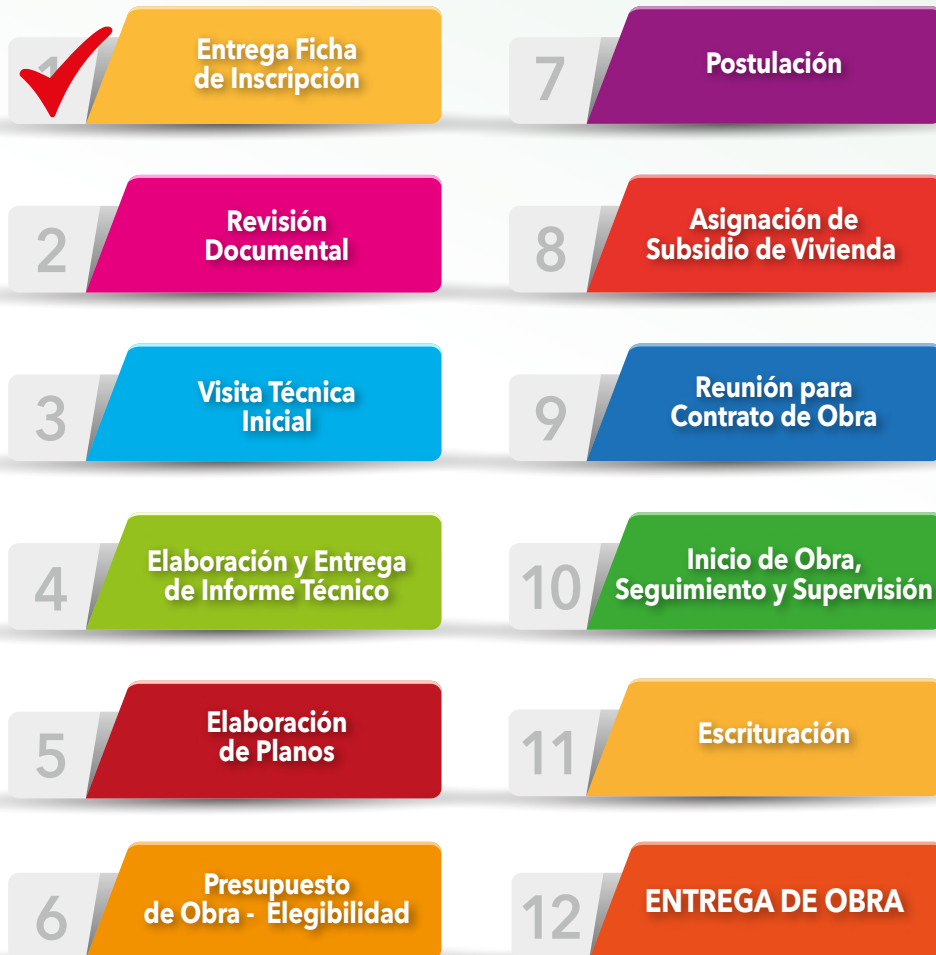 1
Entrega Ficha
de Inscripción
2
Revisión
Documental
3
Visita Técnica
Inicial
4
Elaboración y Entrega
de Informe Técnico
5
Elaboración
de Planos
6
Presupuesto
de Obra - Elegibilidad
7
Postulación
8
Asignación de
Subsidio de Vivienda
9
Reunión para
Contrato de Obra
10
Inicio de Obra,
Seguimiento y Supervisión
11
Escrituración
12
ENTREGA DE OBRA